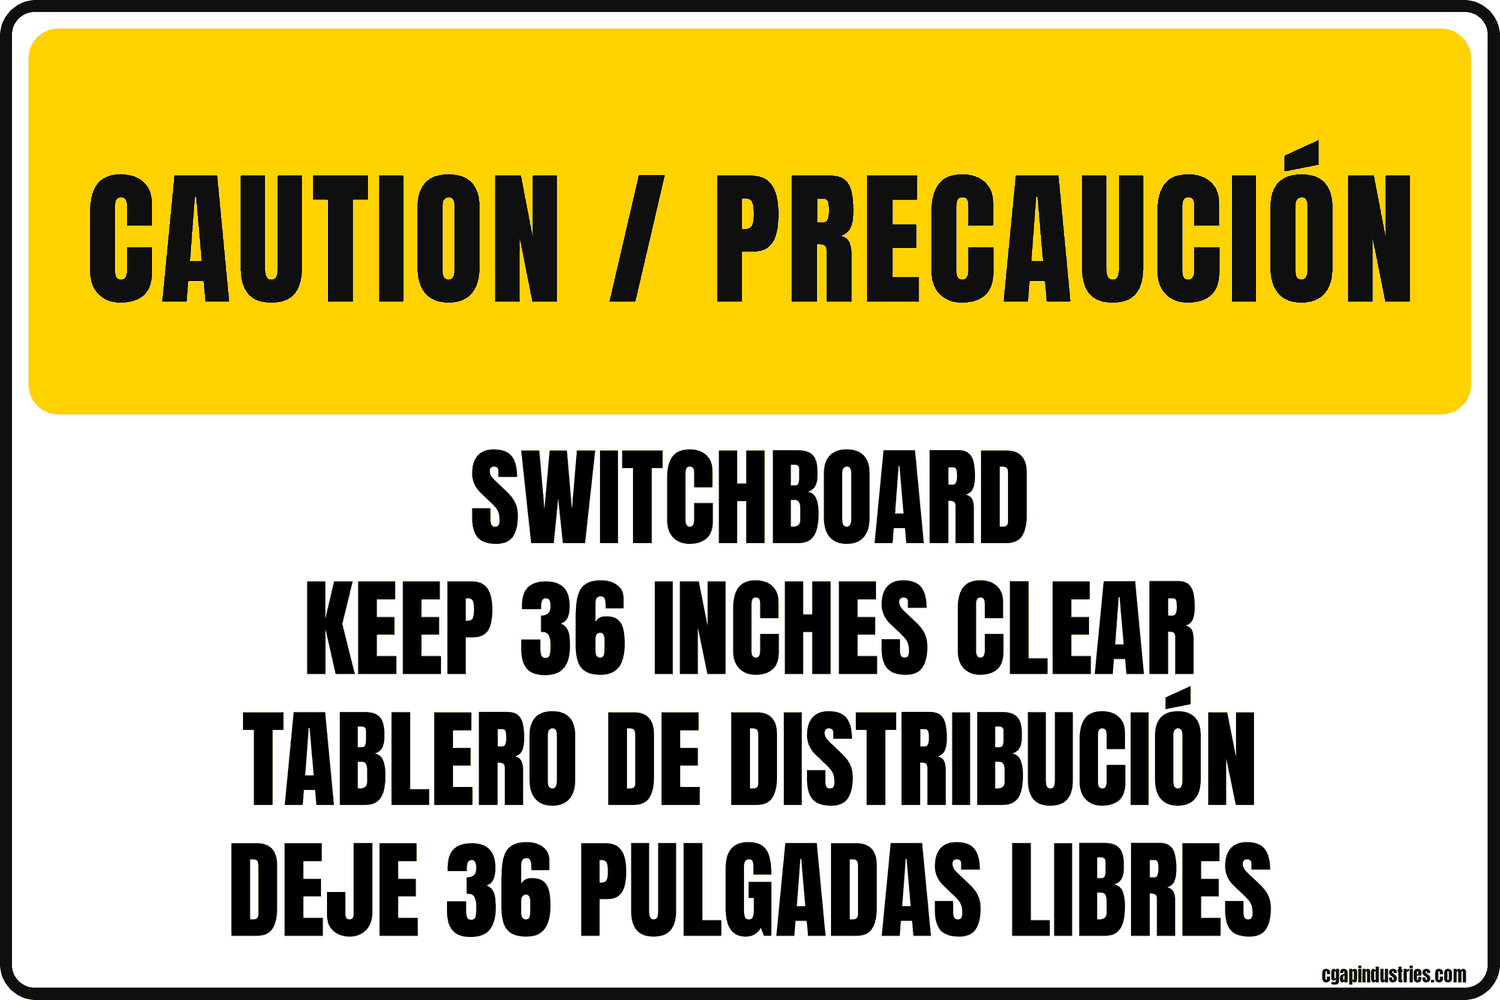 CAUTION / PRECAUCIÓN
SWITCHBOARD
KEEP 36 INCHES CLEAR
TABLERO DE DISTRIBUCIÓN
DEJE 36 PULGADAS LIBRES
cgapindustries.com